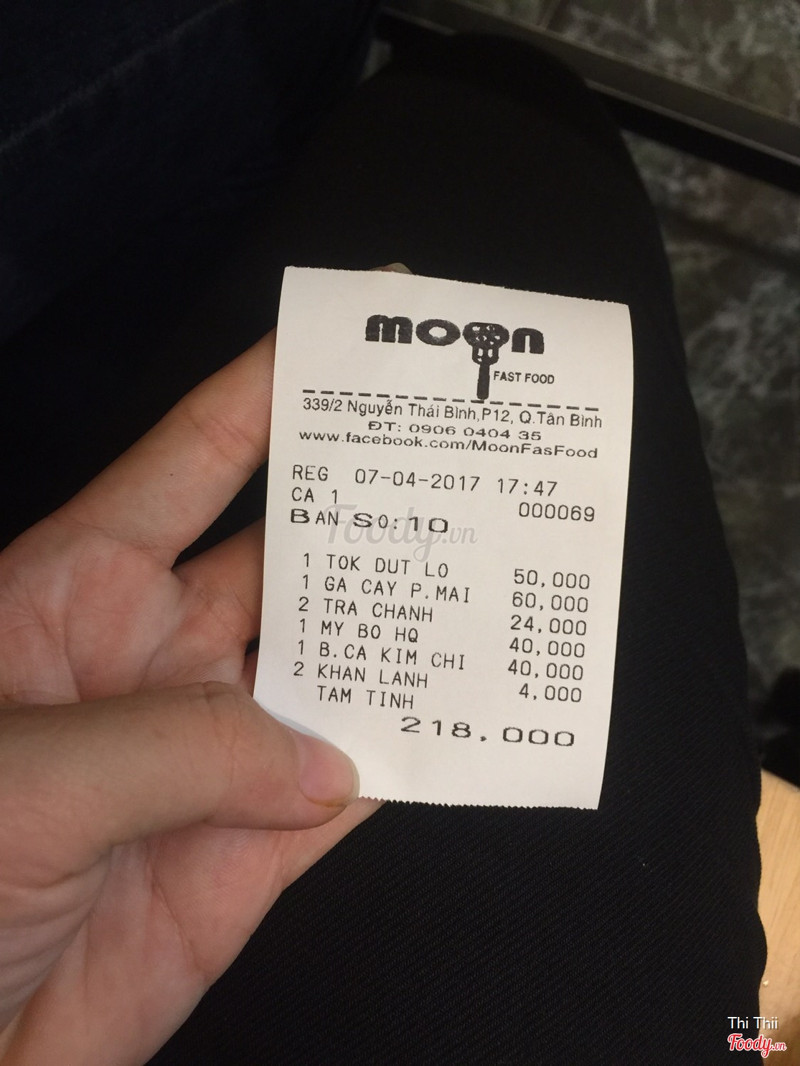 moon
FAST FOOD
339/2 Nguyễn Thái Bình,P12, Q.Tân Bình
ĐT: 0906 0404 35
www.facebook.com/MoonFasFood
REG 07-04-2017 17:47
CA 1 000069
BAN SO:10
1 TOK DUT LO 50,000
1 GA CAY P.MAI 60,000
2 TRA CHANH 24,000
1 MY BO HQ 40,000
1 B.CA KIM CHI 40,000
2 KHAN LANH 4,000
TAM TINH
218.000
Foody.vn
Thi Thii
Foody.vn